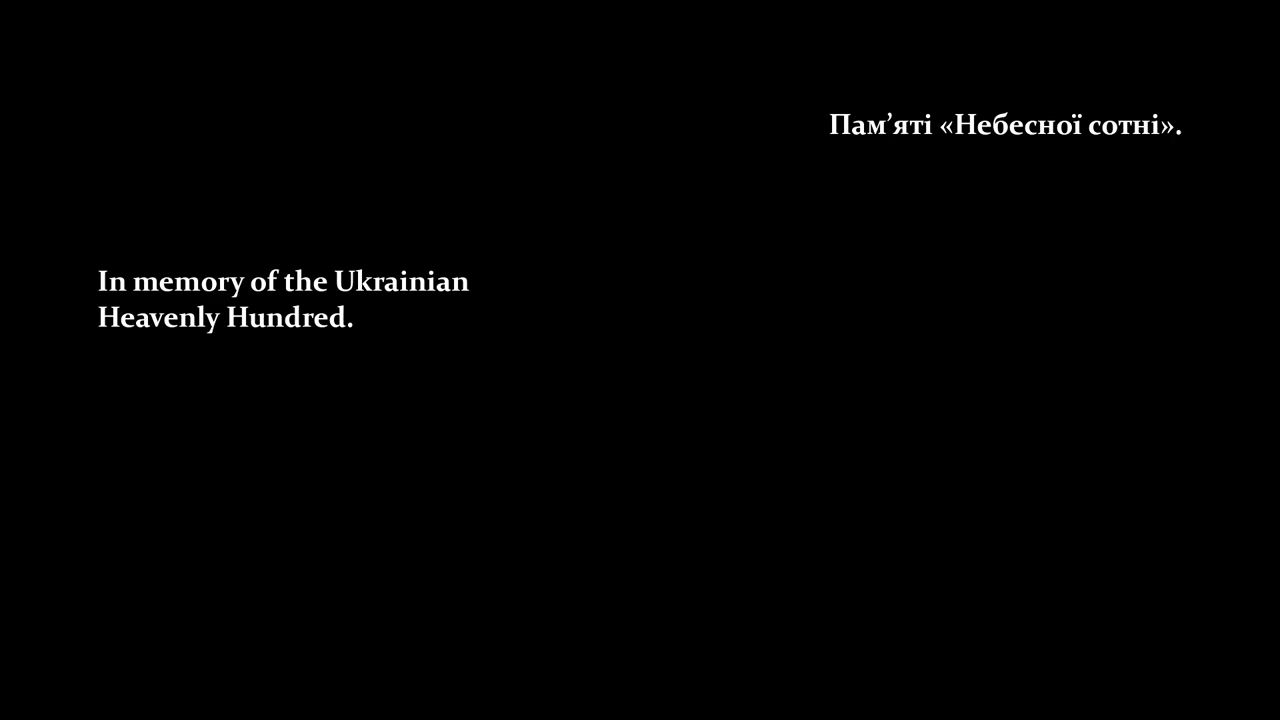 Пам’яті «Небесної сотні».
In memory of the Ukrainian
Heavenly Hundred.